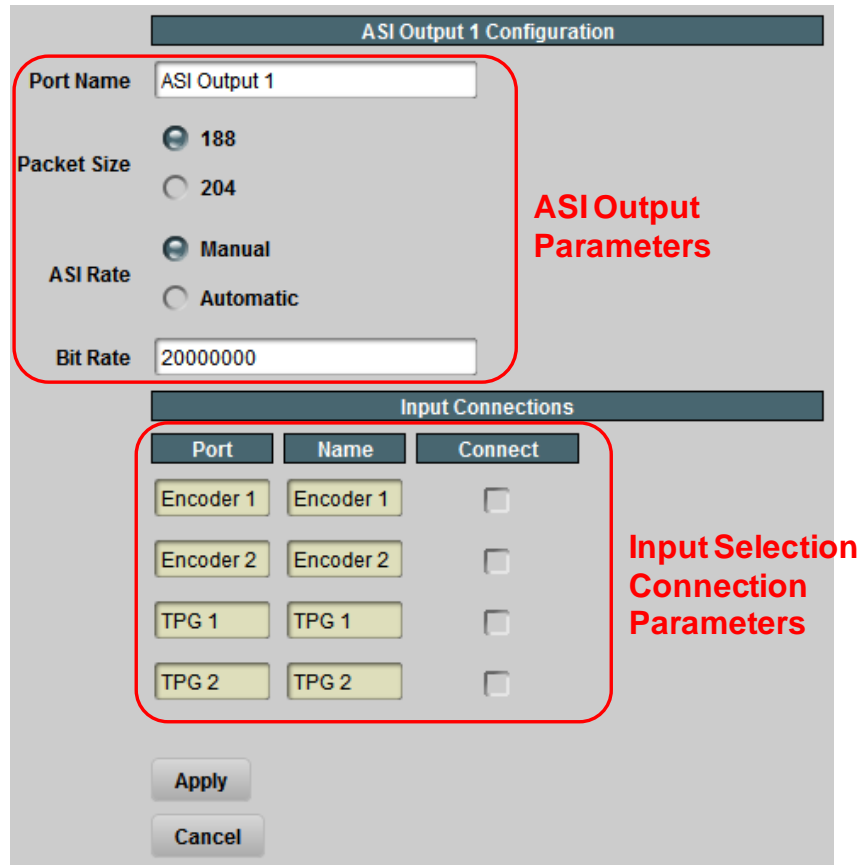 ASI Output 1 Configuration
Port Name ASI Output 1
Packet Size
188
204
ASI Output
Parameters
ASI Rate
Manual
Automatic
Bit Rate 20000000
Input Connections
Port Name Connect
Encoder 1 Encoder 1
Encoder 2 Encoder 2
TPG 1 TPG 1
TPG 2 TPG 2
Input Selection
Connection
Parameters
Apply
Cancel